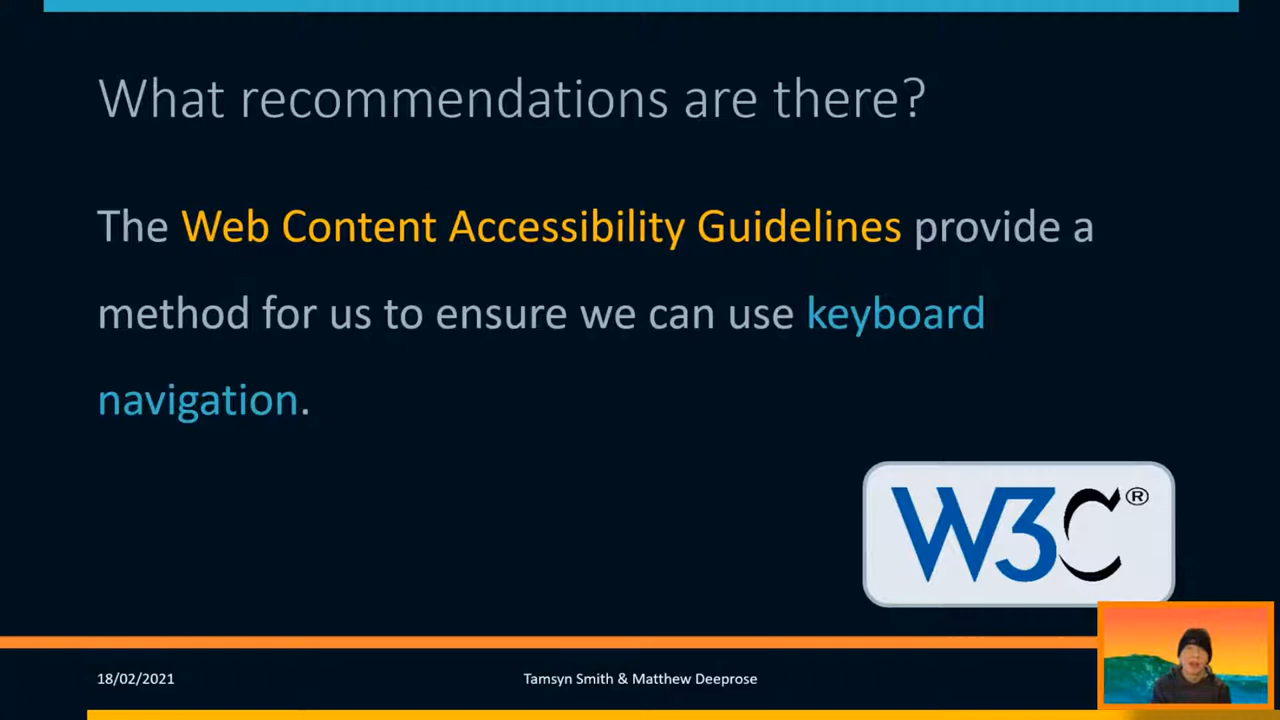 What recommendations are there?
The Web Content Accessibility Guidelines provide a
method for us to ensure we can use keyboard
navigation.
W3C®
18/02/2021
Tamsyn Smith & Matthew Deeprose